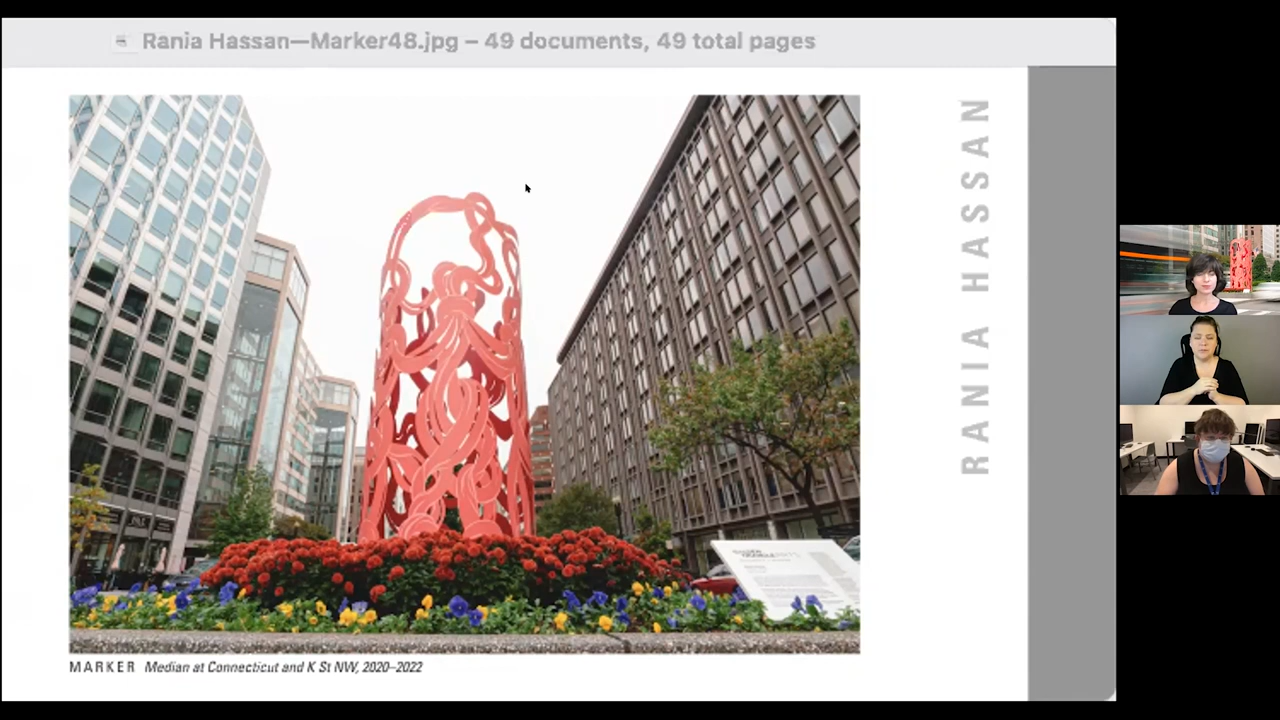 Rania Hassan—Marker48.jpg – 49 documents, 49 total pages
RANIA HASSAN
MARKER Median at Connecticut and K St NW, 2020–2022